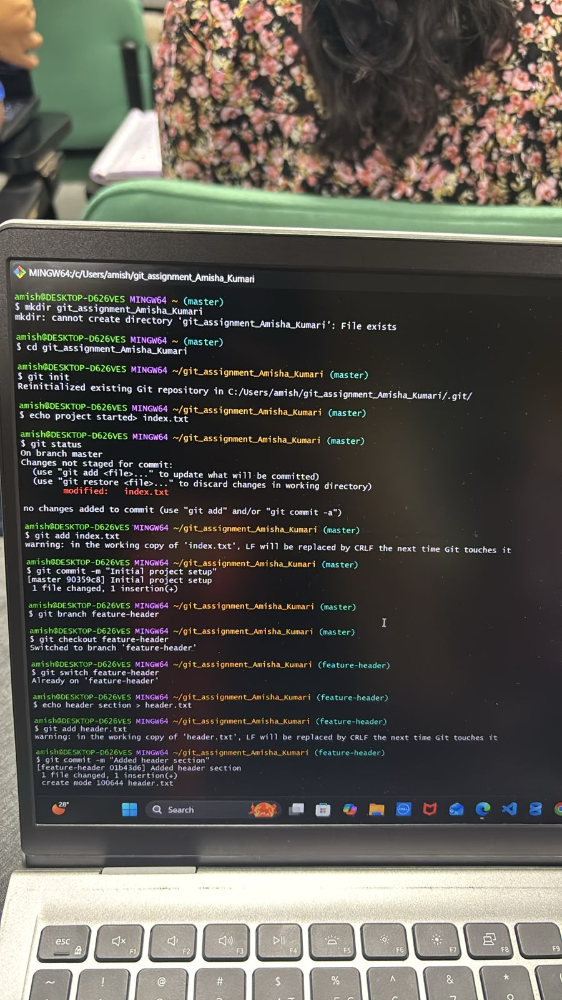 MINGW64:/c/Users/amish/git_assignment_Amisha_Kumari
amish@DESKTOP-D626VES MINGW64 ~ (master)
$ mkdir git_assignment_Amisha_Kumari
mkdir: cannot create directory ‘git_assignment_Amisha_Kumari’: File exists
amish@DESKTOP-D626VES MINGW64 ~ (master)
$ cd git_assignment_Amisha_Kumari
amish@DESKTOP-D626VES MINGW64 ~/git_assignment_Amisha_Kumari (master)
$ git init
Reinitialized existing Git repository in C:/Users/amish/git_assignment_Amisha_Kumari/.git/
amish@DESKTOP-D626VES MINGW64 ~/git_assignment_Amisha_Kumari (master)
$ echo project started> index.txt
amish@DESKTOP-D626VES MINGW64 ~/git_assignment_Amisha_Kumari (master)
$ git status
On branch master
Changes not staged for commit:
(use "git add <file>..." to update what will be committed)
(use "git restore <file>..." to discard changes in working directory)
modified: index.txt
no changes added to commit (use "git add" and/or "git commit -a")
amish@DESKTOP-D626VES MINGW64 ~/git_assignment_Amisha_Kumari (master)
$ git add index.txt
warning: in the working copy of 'index.txt', LF will be replaced by CRLF the next time Git touches it
amish@DESKTOP-D626VES MINGW64 ~/git_assignment_Amisha_Kumari (master)
$ git commit -m "Initial project setup"
[master 90359c8] Initial project setup
1 file changed, 1 insertion(+)
amish@DESKTOP-D626VES MINGW64 ~/git_assignment_Amisha_Kumari (master)
$ git branch feature-header
amish@DESKTOP-D626VES MINGW64 ~/git_assignment_Amisha_Kumari (master)
$ git checkout feature-header
Switched to branch 'feature-header'
amish@DESKTOP-D626VES MINGW64 ~/git_assignment_Amisha_Kumari (feature-header)
$ git switch feature-header
Already on 'feature-header'
amish@DESKTOP-D626VES MINGW64 ~/git_assignment_Amisha_Kumari (feature-header)
$ echo header section > header.txt
amish@DESKTOP-D626VES MINGW64 ~/git_assignment_Amisha_Kumari (feature-header)
$ git add header.txt
warning: in the working copy of 'header.txt', LF will be replaced by CRLF the next time Git touches it
amish@DESKTOP-D626VES MINGW64 ~/git_assignment_Amisha_Kumari (feature-header)
$ git commit -m "Added header section"
[feature-header 01b43d6] Added header section
1 file changed, 1 insertion(+)
create mode 100644 header.txt
28°
Search
esc F1 F2 F3 F4 F5 F6 F7 F8 F9
~ ! @ # $ % ^ & *